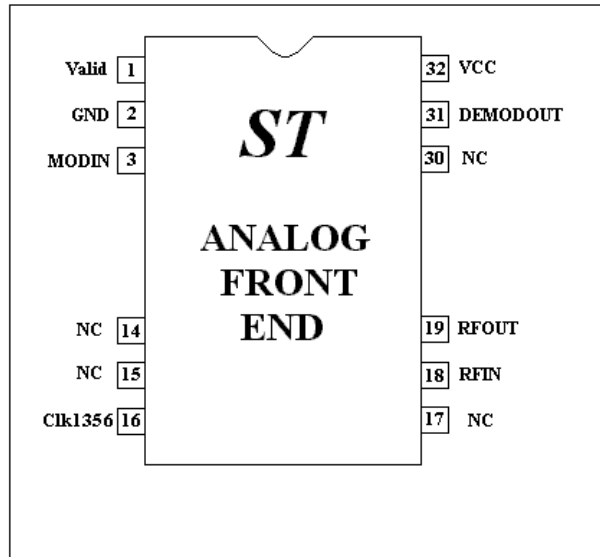 Valid 1
GND 2
MODIN 3
NC 14
NC 15
Clk1356 16
ST
ANALOG
FRONT
END
32 VCC
31 DEMODOUT
30 NC
19 RFOUT
18 RFIN
17 NC